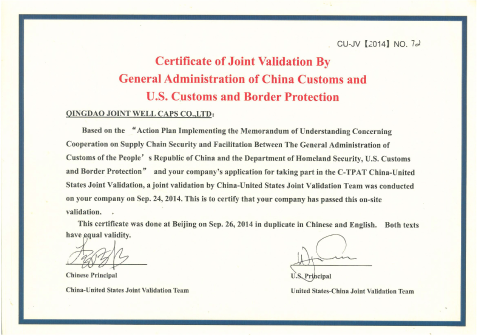 CU-JV【2014】NO. 72
Certificate of Joint Validation By
General Administration of China Customs and
U.S. Customs and Border Protection
QINGDAO JOINT WELL CAPS CO.,LTD:
Based on the “Action Plan Implementing the Memorandum of Understanding Concerning
Cooperation on Supply Chain Security and Facilitation Between The General Administration of
Customs of the People’s Republic of China and the Department of Homeland Security, U.S. Customs
and Border Protection” and your company's application for taking part in the C-TPAT China-United
States Joint Validation, a joint validation by China-United States Joint Validation Team was conducted
on your company on Sep. 24, 2014. This is to certify that your company has passed this on-site
validation.
This certificate was done at Beijing on Sep. 26, 2014 in duplicate in Chinese and English. Both texts
have equal validity.
Chinese Principal
U.S. Principal
China-United States Joint Validation Team
United States-China Joint Validation Team